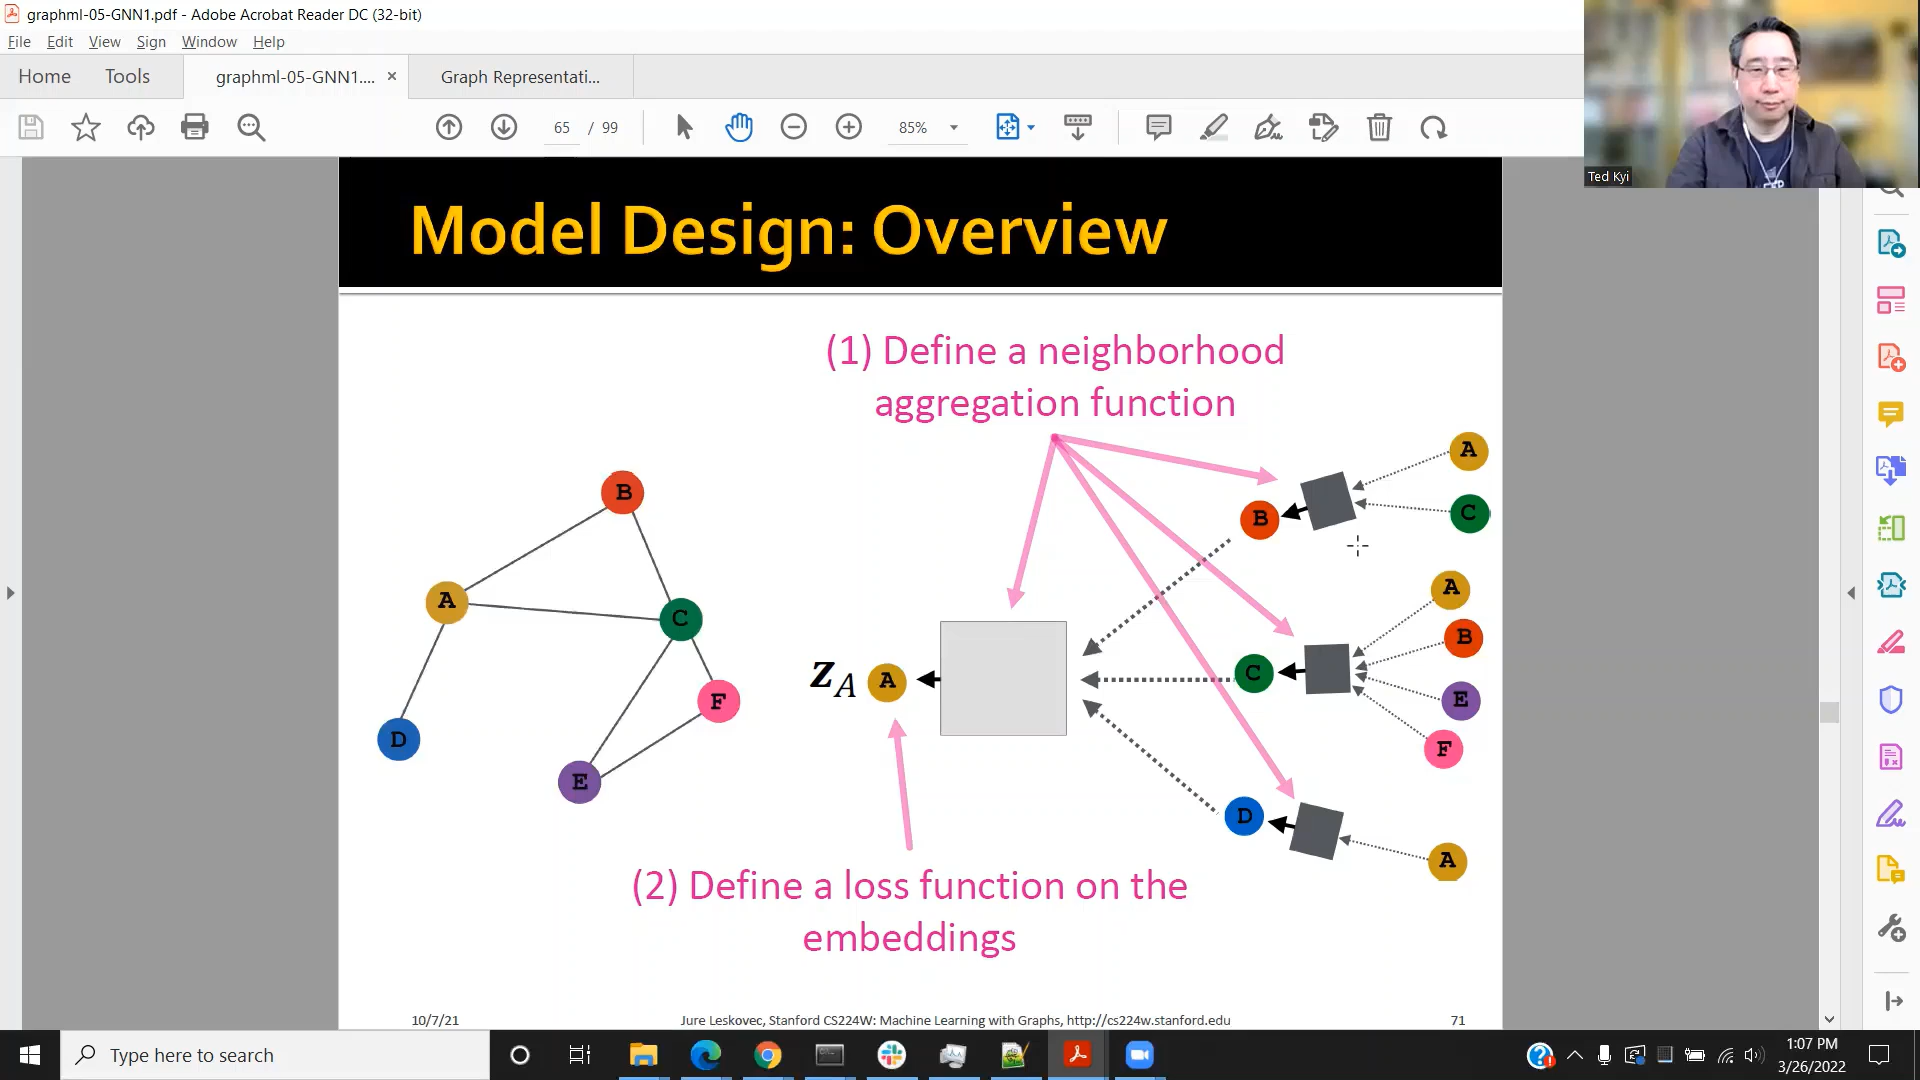 graphml-05-GNN1.pdf - Adobe Acrobat Reader DC (32-bit)
File Edit View Sign Window Help
Home Tools graphml-05-GNN1.... × Graph Representati...
65 / 99 85%
Ted Kyi
Model Design: Overview
(1) Define a neighborhood
aggregation function
A
B
C
B
A
A
C
B
z_A A C
E
F
F
D
D
E
A
(2) Define a loss function on the
embeddings
10/7/21 Jure Leskovec, Stanford CS224W: Machine Learning with Graphs, http://cs224w.stanford.edu 71
Type here to search
1:07 PM
3/26/2022